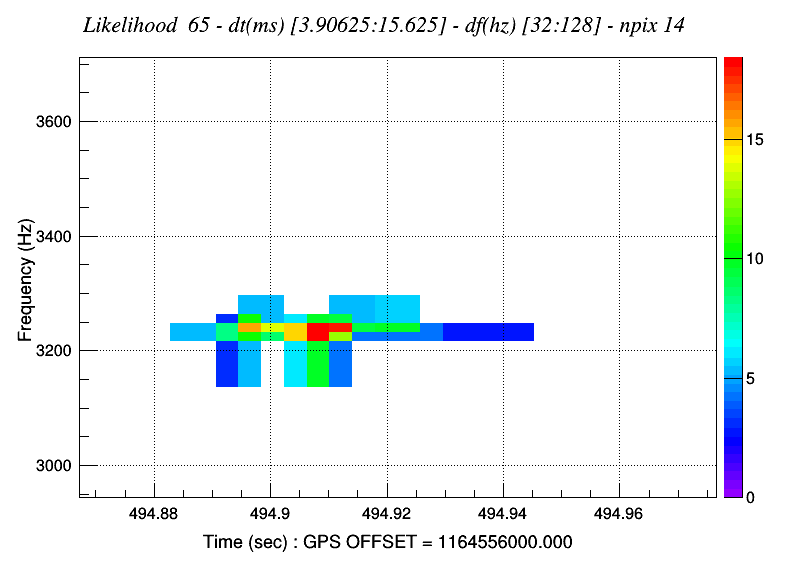 Likelihood 65 - dt(ms) [3.90625:15.625] - df(hz) [32:128] - npix 14
Frequency (Hz)
3600
3400
3200
3000
15
10
5
0
494.88 494.9 494.92 494.94 494.96
Time (sec) : GPS OFFSET = 1164556000.000